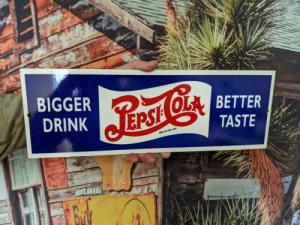 BIGGER
DRINK
PEPSI:COLA
BETTER
TASTE